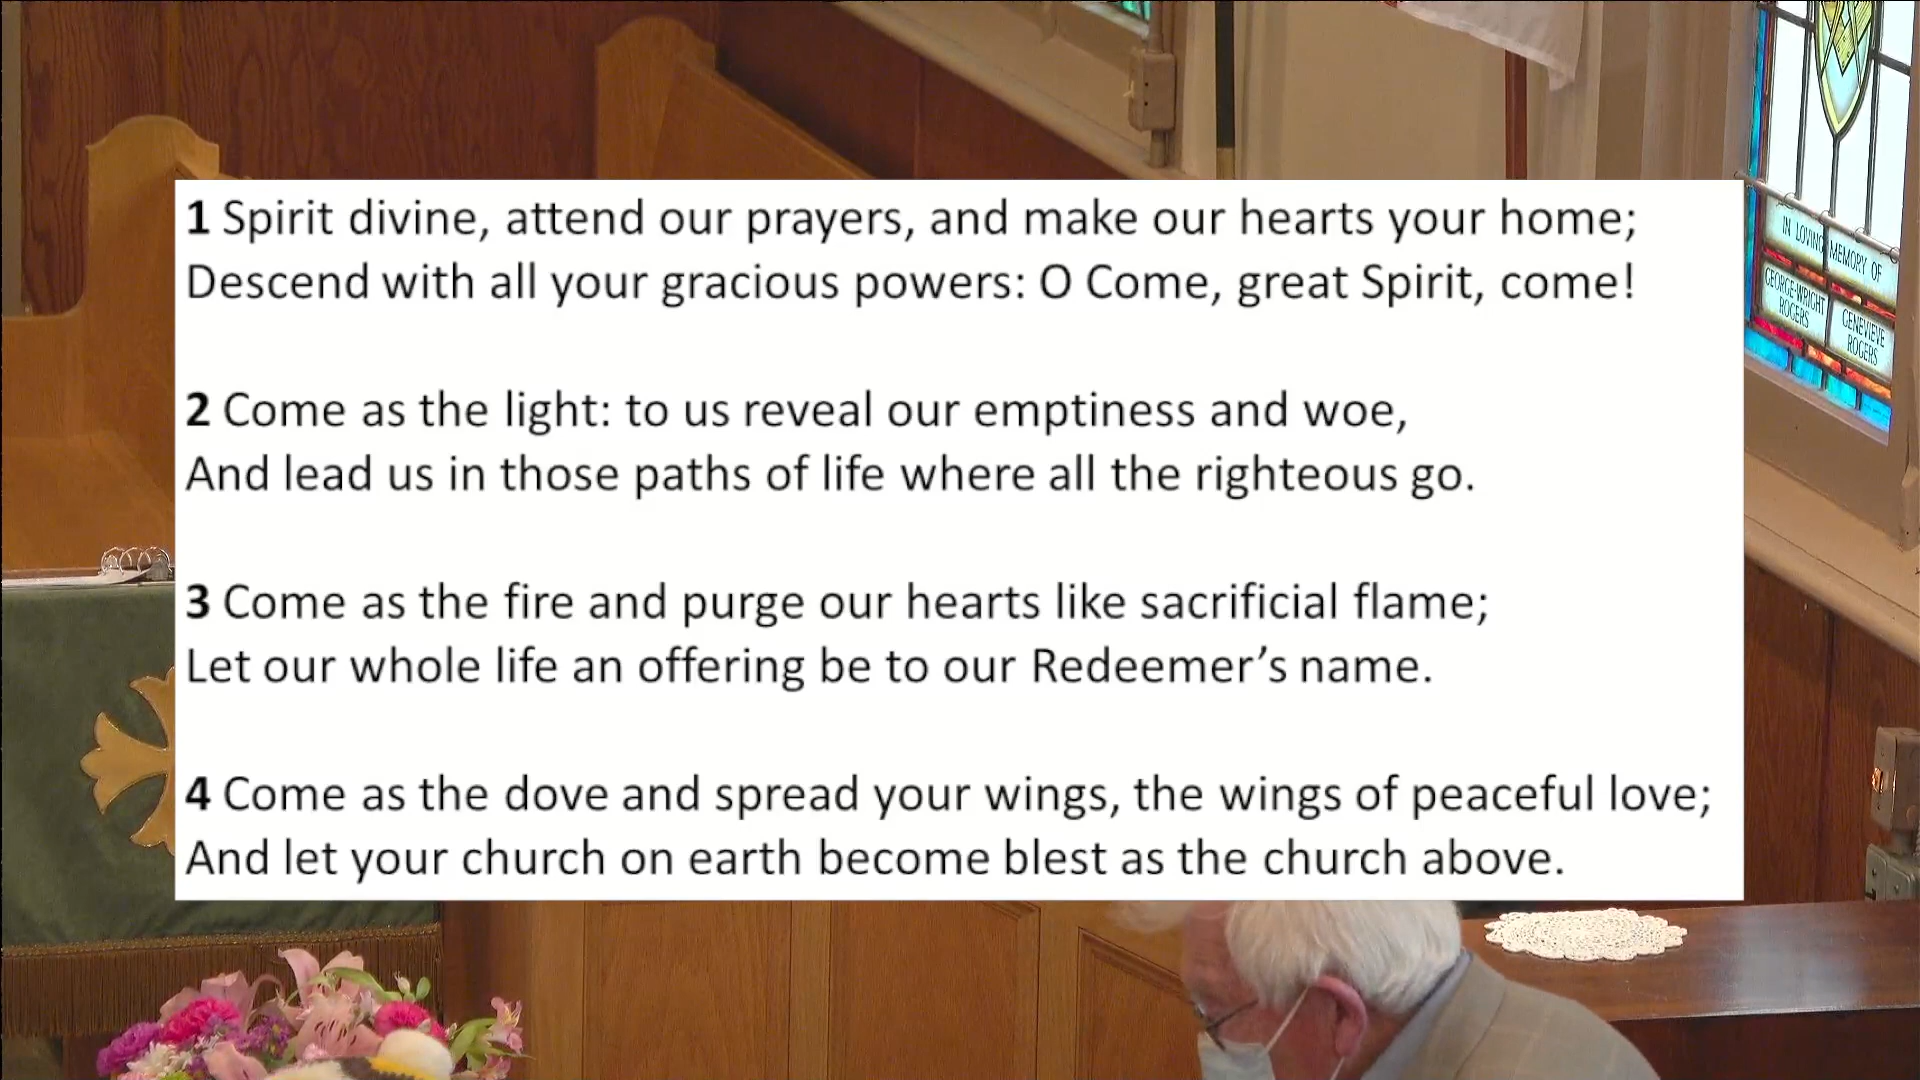 1 Spirit divine, attend our prayers, and make our hearts your home;
Descend with all your gracious powers: O Come, great Spirit, come!
2 Come as the light: to us reveal our emptiness and woe,
And lead us in those paths of life where all the righteous go.
3 Come as the fire and purge our hearts like sacrificial flame;
Let our whole life an offering be to our Redeemer’s name.
4 Come as the dove and spread your wings, the wings of peaceful love;
And let your church on earth become blest as the church above.
IN LOVING MEMORY OF
GEORGE WRIGHT
ROGERS
GENEVIEVE
ROGERS